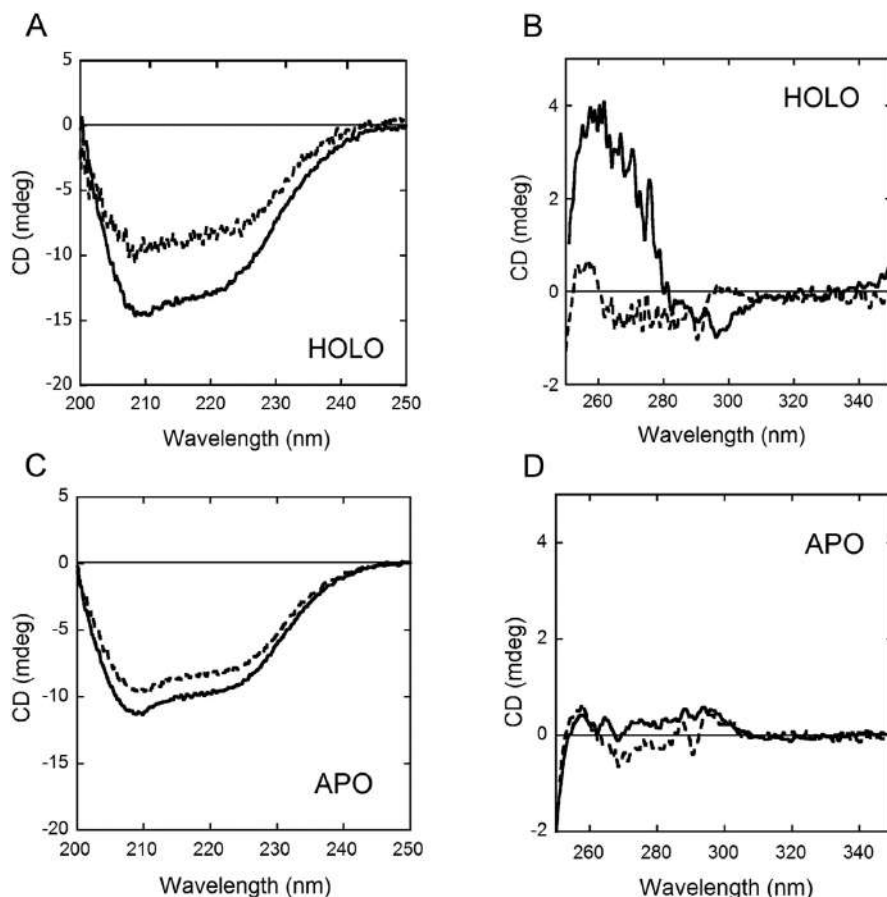 A
5
0
-5
-10
-15
-20
CD (mdeg)
HOLO
200 210 220 230 240 250
Wavelength (nm)
B
4
2
0
-2
CD (mdeg)
HOLO
260 280 300 320 340
Wavelength (nm)
C
5
0
-5
-10
-15
-20
CD (mdeg)
APO
200 210 220 230 240 250
Wavelength (nm)
D
4
2
0
-2
CD (mdeg)
APO
260 280 300 320 340
Wavelength (nm)